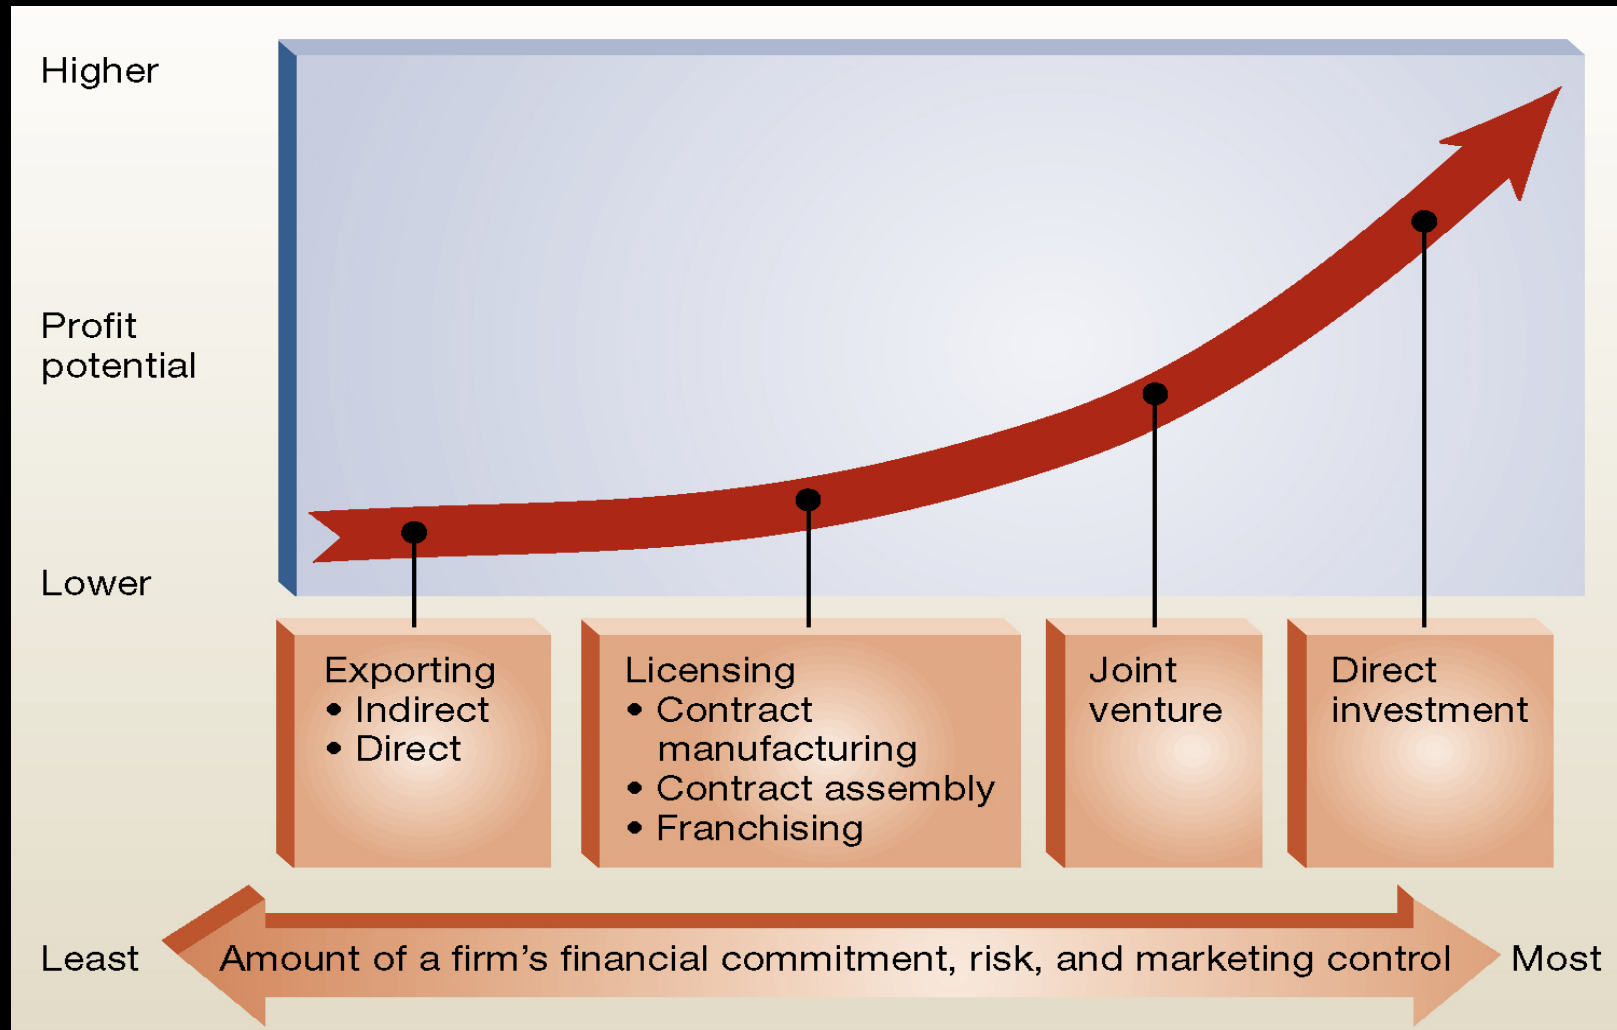 Higher
Profit
potential
Lower
Exporting
• Indirect
• Direct
Licensing
• Contract
manufacturing
• Contract assembly
• Franchising
Joint
venture
Direct
investment
Least
Amount of a firm’s financial commitment, risk, and marketing control
Most